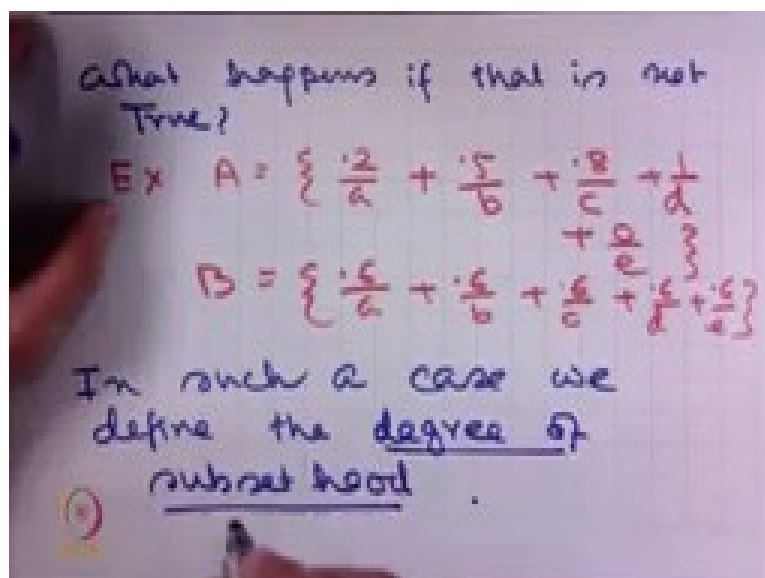 What happens if that is not
True?
Ex A = { .2/a + .5/b + .8/c + 1/d
+ 0/e }
B = { .6/a + .6/b + .6/c + .6/d + .6/e }
In such a case we
define the degree of
subset hood .